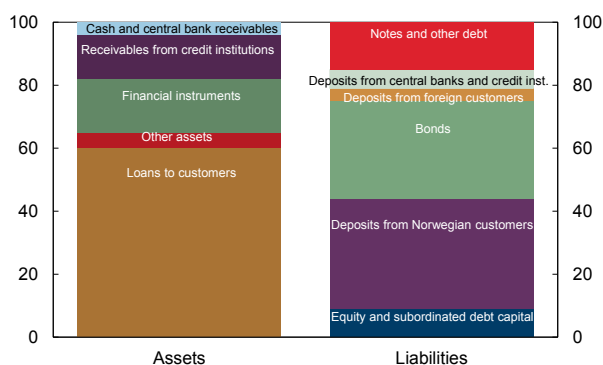 100
80
60
40
20
0
Cash and central bank receivables
Receivables from credit institutions
Financial instruments
Other assets
Loans to customers
Notes and other debt
Deposits from central banks and credit inst.
Deposits from foreign customers
Bonds
Deposits from Norwegian customers
Equity and subordinated debt capital
100
80
60
40
20
0
Assets
Liabilities